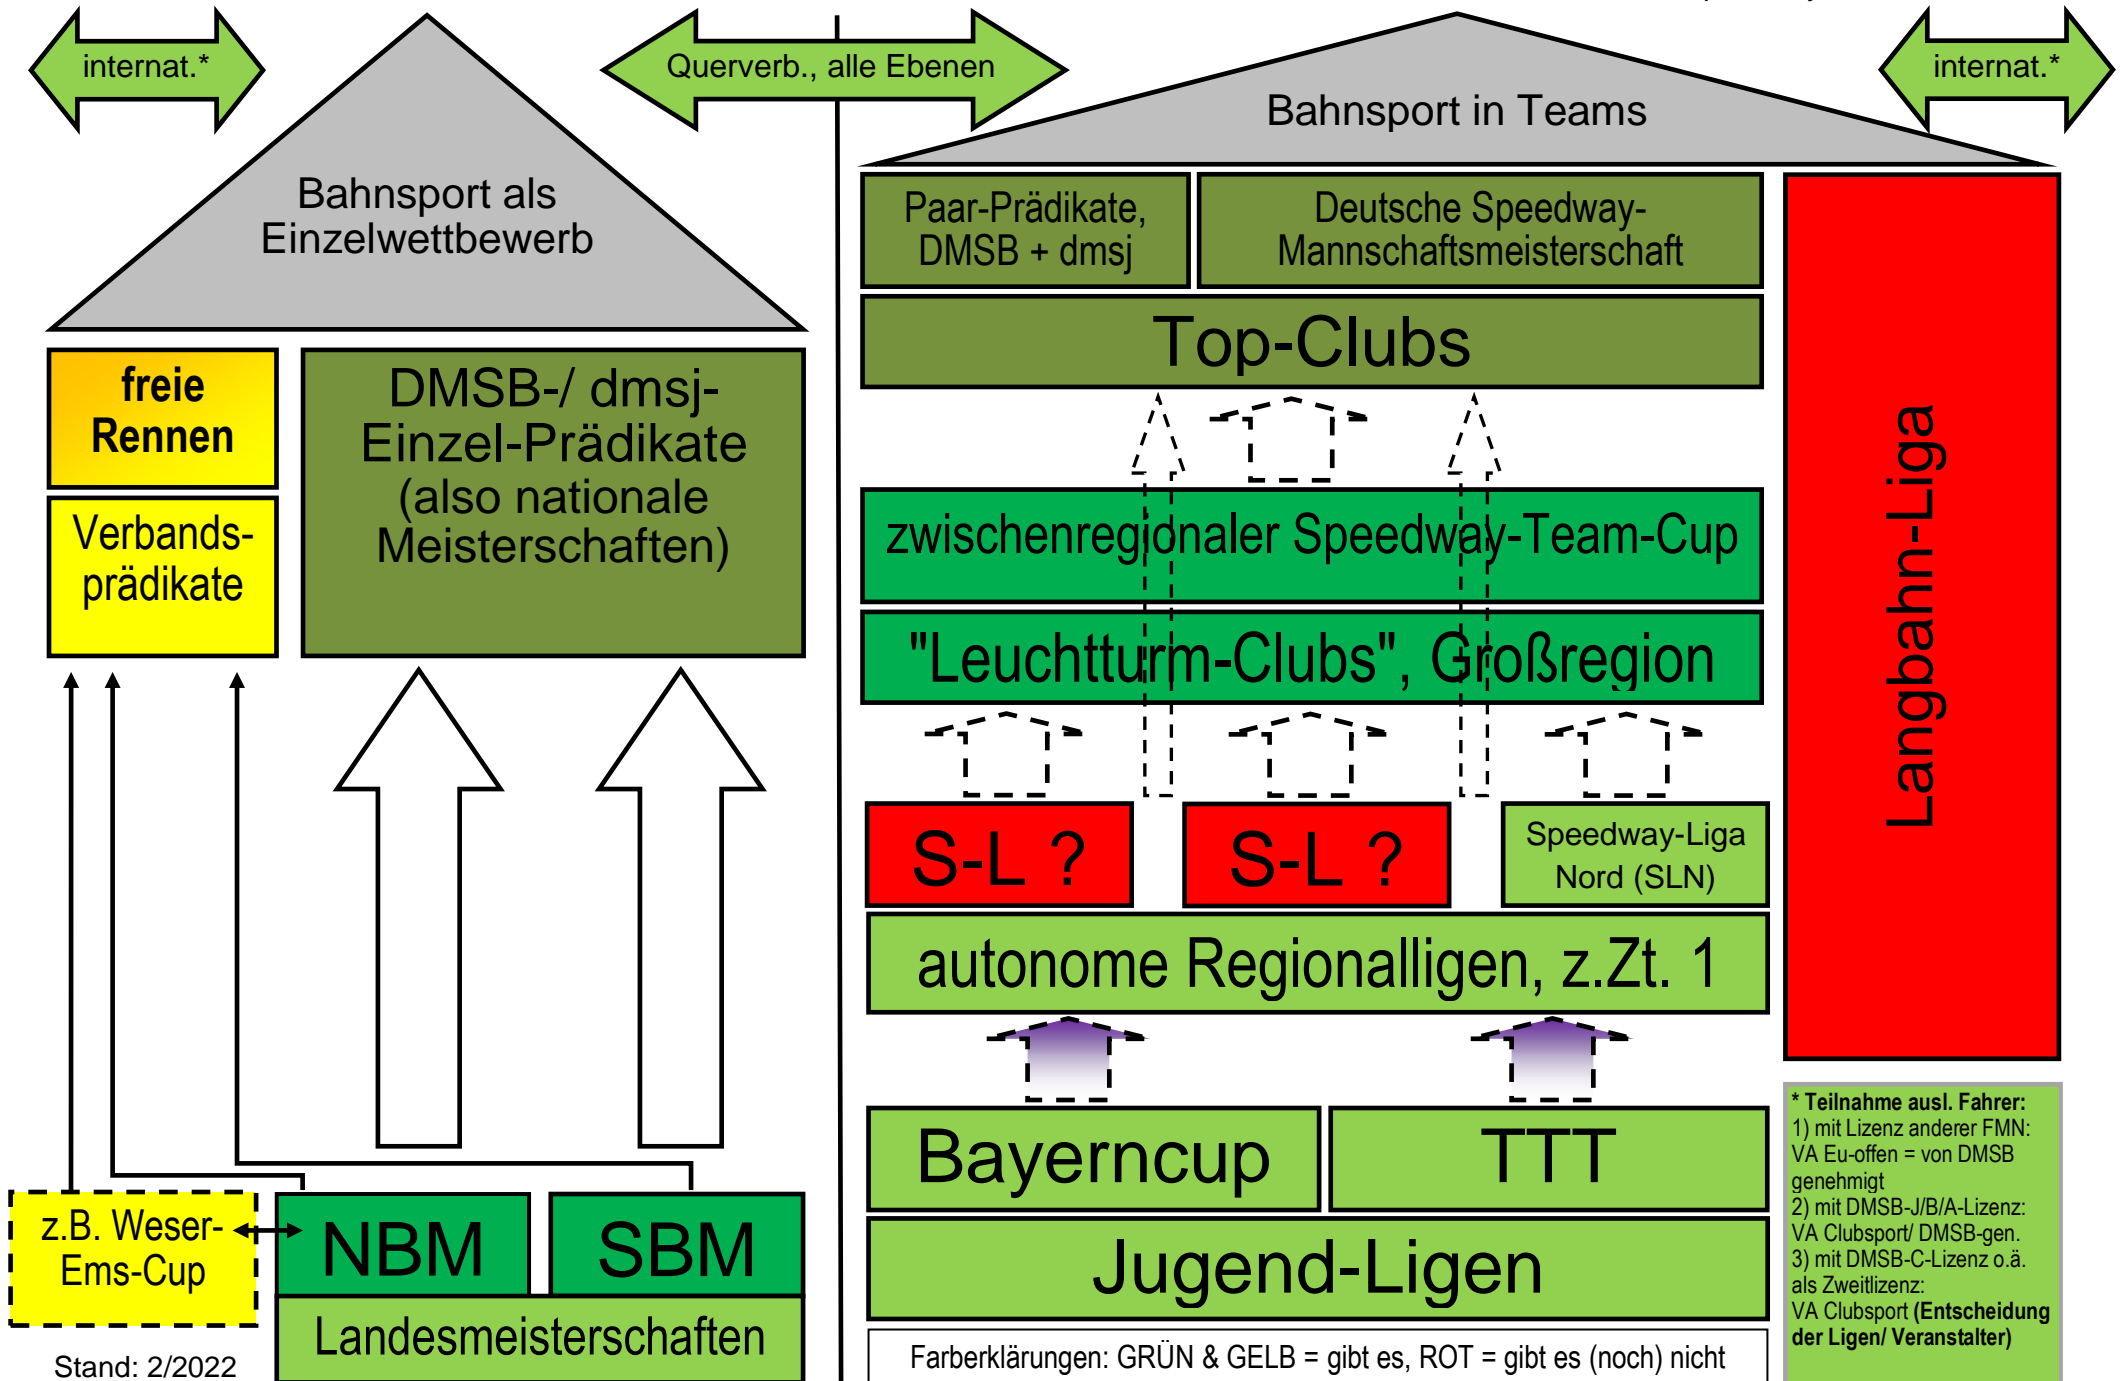 internat.*
Querverb., alle Ebenen
internat.*
Bahnsport als
Einzelwettbewerb
freie
Rennen
Verbands-
prädikate
DMSB-/ dmsj-
Einzel-Prädikate
(also nationale
Meisterschaften)
z.B. Weser-
Ems-Cup
NBM
SBM
Landesmeisterschaften
Stand: 2/2022
Bahnsport in Teams
Paar-Prädikate,
DMSB + dmsj
Deutsche Speedway-
Mannschaftsmeisterschaft
Top-Clubs
zwischenregionaler Speedway-Team-Cup
"Leuchtturm-Clubs", Großregion
S-L ?
S-L ?
Speedway-Liga
Nord (SLN)
autonome Regionalligen, z.Zt. 1
Bayerncup
TTT
Jugend-Ligen
Farberklärungen: GRÜN & GELB = gibt es, ROT = gibt es (noch) nicht
Langbahn-Liga
* Teilnahme ausl. Fahrer:
1) mit Lizenz anderer FMN:
VA Eu-offen = von DMSB
genehmigt
2) mit DMSB-J/B/A-Lizenz:
VA Clubsport/ DMSB-gen.
3) mit DMSB-C-Lizenz o.ä.
als Zweitlizenz:
VA Clubsport (Entscheidung
der Ligen/ Veranstalter)